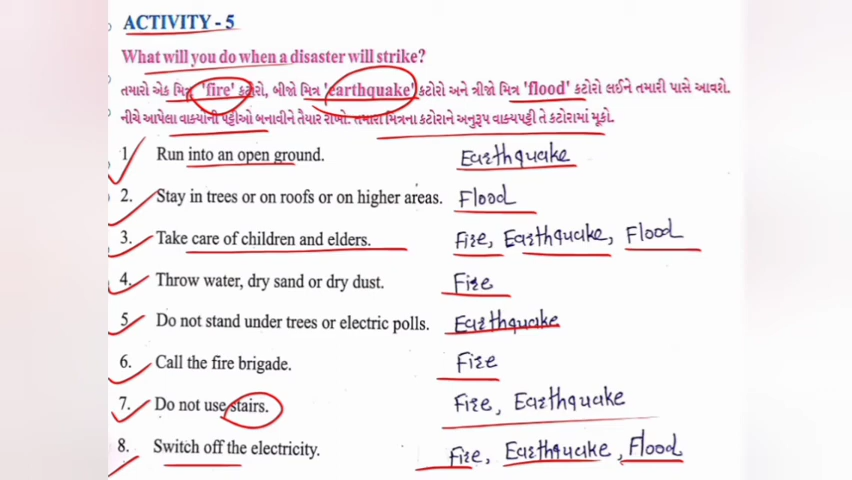 ACTIVITY - 5
What will you do when a disaster will strike?
તમારો એક મિત્ર 'fire' કટોરો, બીજો મિત્ર 'earthquake' કટોરો અને ત્રીજો મિત્ર 'flood' કટોરો લઈને તમારી પાસે આવશે.
નીચે આપેલા વાક્યોની પટ્ટીઓ બનાવીને તૈયાર રાખો. તમારા મિત્રના કટોરાને અનુરૂપ વાક્યપટ્ટી તે કટોરામાં મૂકો.
1. Run into an open ground. Earthquake
2. Stay in trees or on roofs or on higher areas. Flood
3. Take care of children and elders. Fire, Earthquake, Flood
4. Throw water, dry sand or dry dust. Fire
5. Do not stand under trees or electric polls. Earthquake
6. Call the fire brigade. Fire
7. Do not use stairs. Fire, Earthquake
8. Switch off the electricity. Fire, Earthquake, Flood